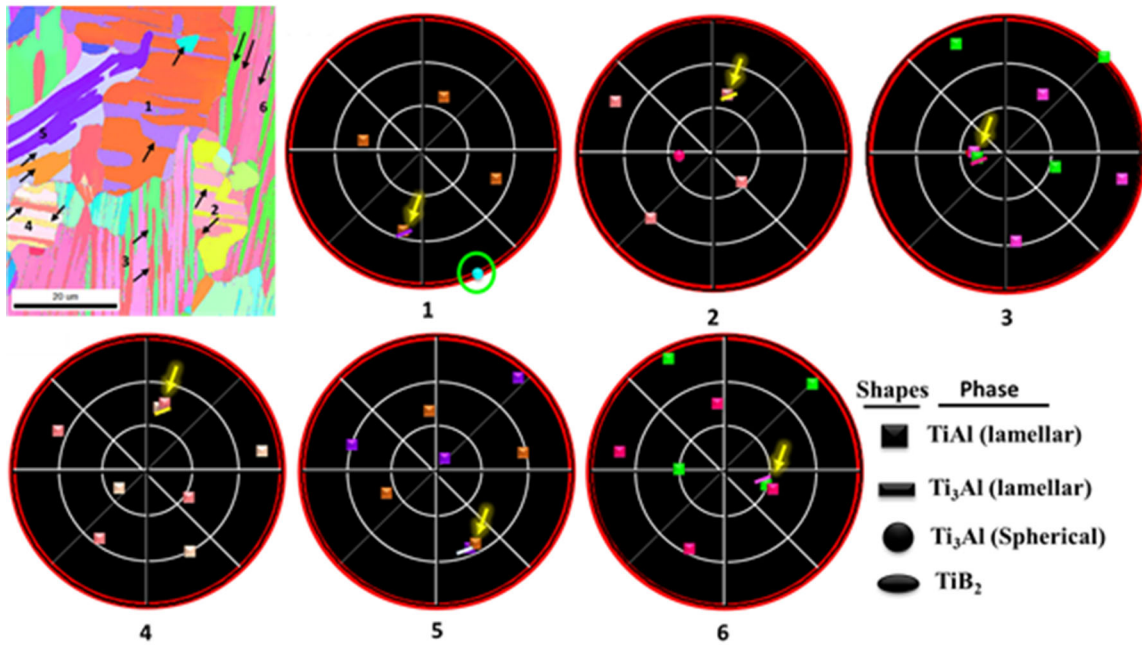 1
5
6
2
4
3
20 um
1
2
3
4
5
6
Shapes Phase
TiAl (lamellar)
Ti₃Al (lamellar)
Ti₃Al (Spherical)
TiB₂